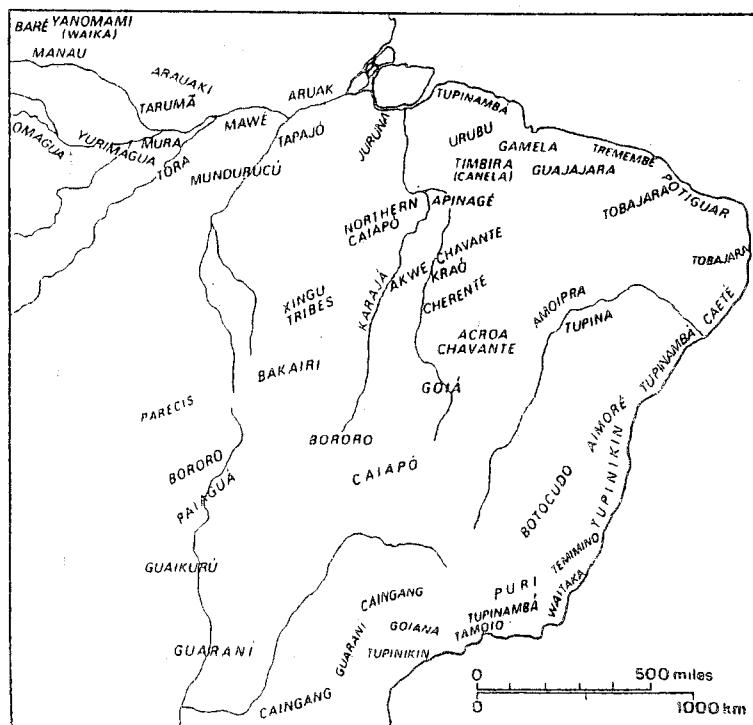 BARÉ YANOMAMI
(WAIKA)
MANAU
ARAUAKI
TARUMÃ
ARUAK
OMAGUA
YURIMAGUA
MURA
MAWÉ
TORA
TAPAJÓ
MUNDURUCÚ
JURUNA
TUPINAMBA
URUBU
GAMELA
TIMBIRA
(CANELA)
GUAJAJARA
TREMEMBÉ
POTIGUAR
TOBAJARA
TOBAJARA
CAETÉ
NORTHERN
CAIAPÓ
APINAGÉ
KARAJÁ
AKWE
CHAVANTE
KRAÓ
CHERENTE
XINGU
TRIBES
AMOIPRA
TUPINA
ACROA
CHAVANTE
TUPINAMBÁ
BAKAIRI
GOIÁ
PARECIS
BORORO
BORORO
CAIAPÓ
AIMORÉ
TUPINIKIN
BOTOCUDO
PAIAGUÁ
GUAIKURÚ
TEMIMINO
WAITAKA
PURI
CAINGANG
TUPINAMBÁ
TAMOIO
GOIANA
GUARANI
TUPINIKIN
GUARANÍ
CAINGANG
0 500 miles
0 1000 km